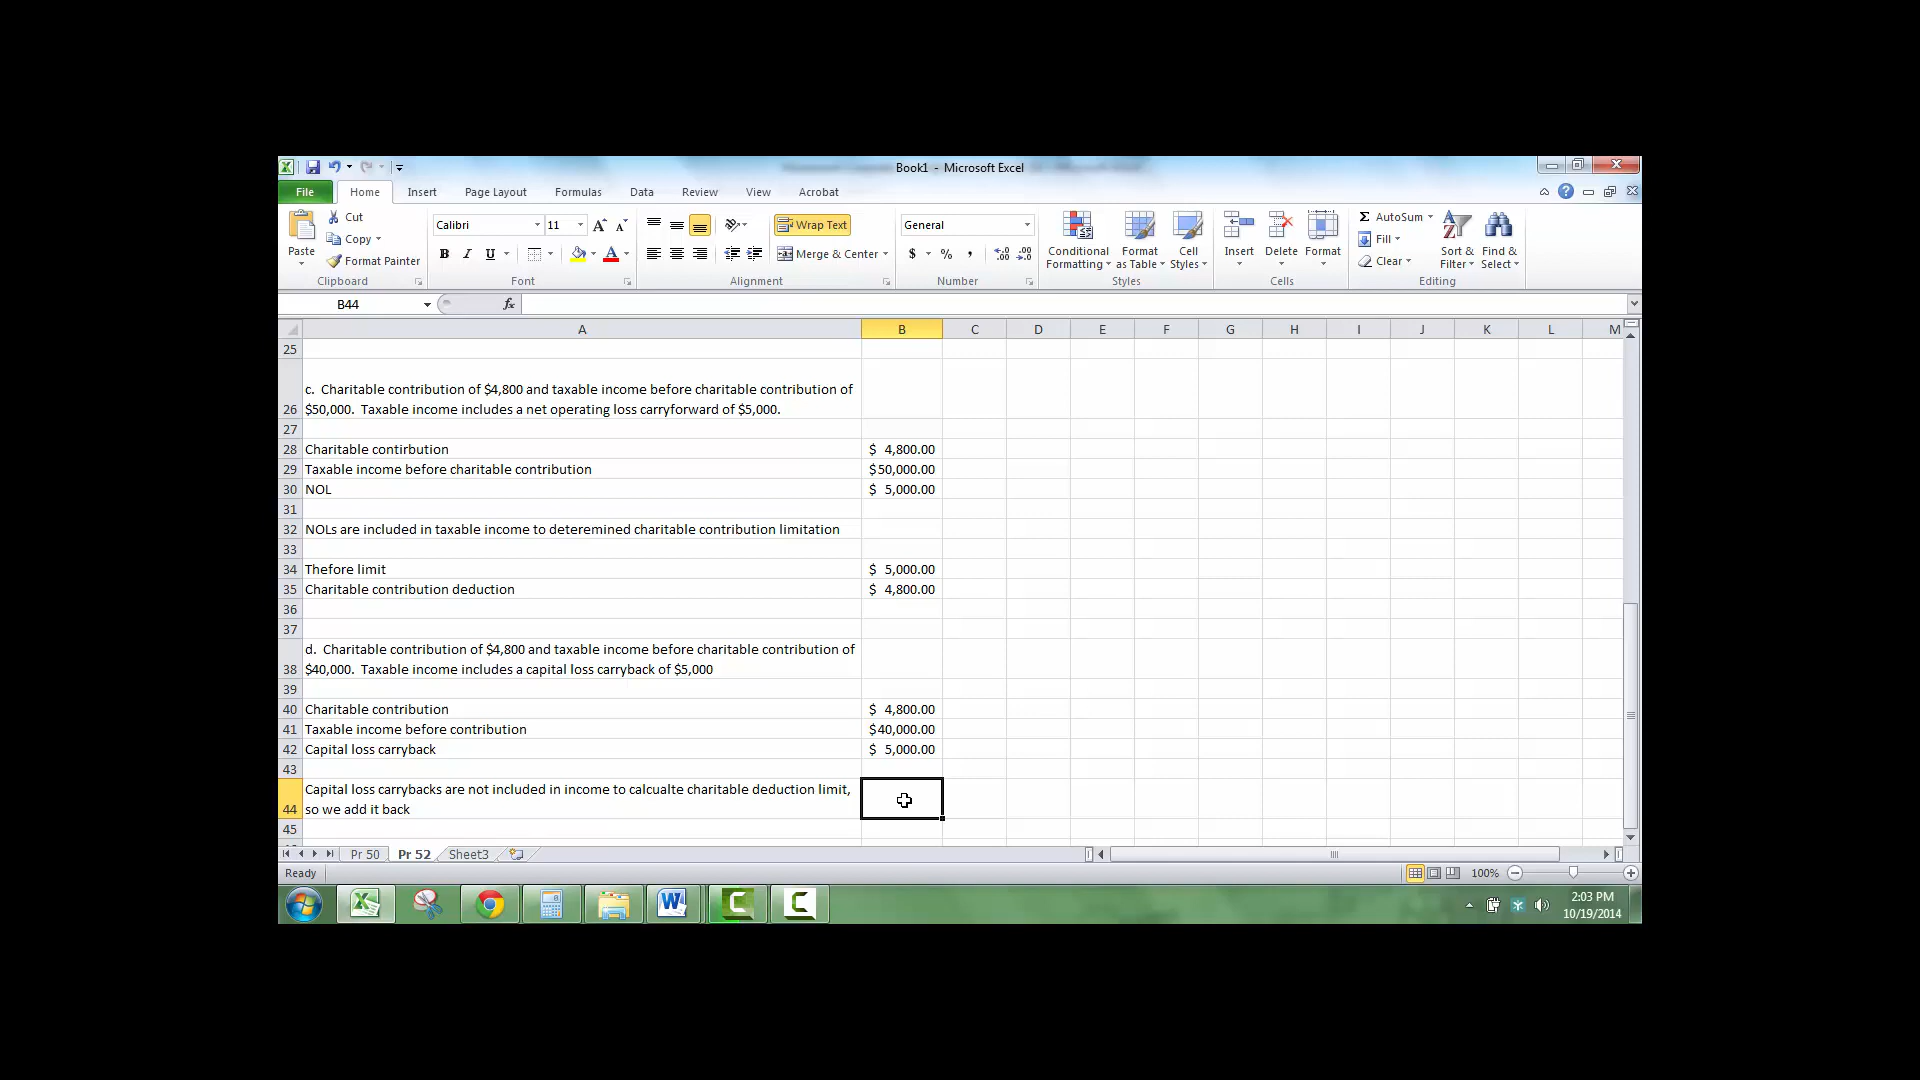 Book1 - Microsoft Excel
File Home Insert Page Layout Formulas Data Review View Acrobat
Paste
Cut
Copy
Format Painter
Clipboard
Calibri 11
B I U
Font
Wrap Text
Merge & Center
Alignment
General
$ % ,
Number
Conditional Formatting
Format as Table
Cell Styles
Styles
Insert
Delete
Format
Cells
Σ AutoSum
Fill
Clear
Sort & Filter
Find & Select
Editing
B44 fx
A B C D E F G H I J K L M
25
26 c. Charitable contribution of $4,800 and taxable income before charitable contribution of
$50,000. Taxable income includes a net operating loss carryforward of $5,000.
27
28 Charitable contirbution $ 4,800.00
29 Taxable income before charitable contribution $50,000.00
30 NOL $ 5,000.00
31
32 NOLs are included in taxable income to deteremined charitable contribution limitation
33
34 Thefore limit $ 5,000.00
35 Charitable contribution deduction $ 4,800.00
36
37
38 d. Charitable contribution of $4,800 and taxable income before charitable contribution of
$40,000. Taxable income includes a capital loss carryback of $5,000
39
40 Charitable contribution $ 4,800.00
41 Taxable income before contribution $40,000.00
42 Capital loss carryback $ 5,000.00
43
44 Capital loss carrybacks are not included in income to calcualte charitable deduction limit,
so we add it back
45
Pr 50 Pr 52 Sheet3
Ready 100%
2:03 PM
10/19/2014